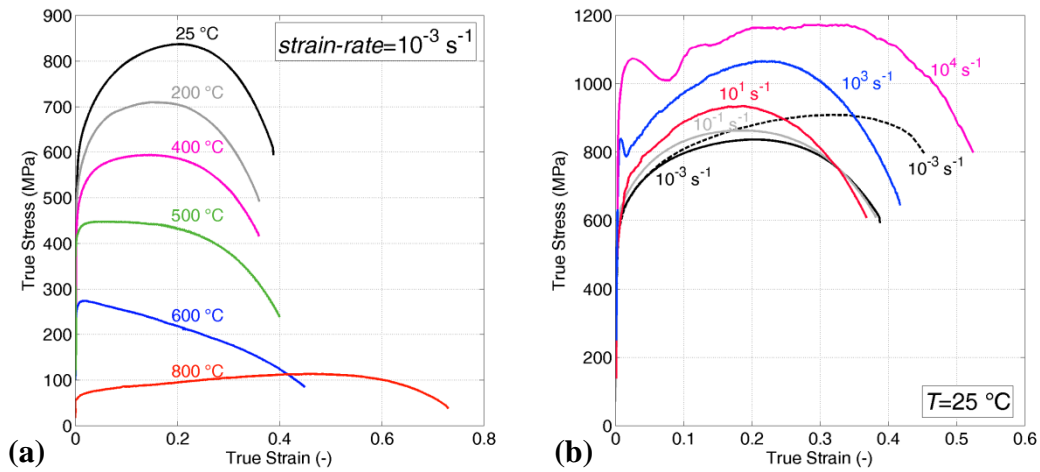 900
800
700
600
500
400
300
200
100
0
True Stress (MPa)
25 °C
strain-rate=10⁻³ s⁻¹
200 °C
400 °C
500 °C
600 °C
800 °C
0 0.2 0.4 0.6 0.8
True Strain (-)
(a)
1200
1000
800
600
400
200
0
True Stress (MPa)
10⁴ s⁻¹
10³ s⁻¹
10¹ s⁻¹
10⁻¹ s⁻¹
10⁻³ s⁻¹
10⁻³ s⁻¹
T=25 °C
0 0.1 0.2 0.3 0.4 0.5 0.6
True Strain (-)
(b)